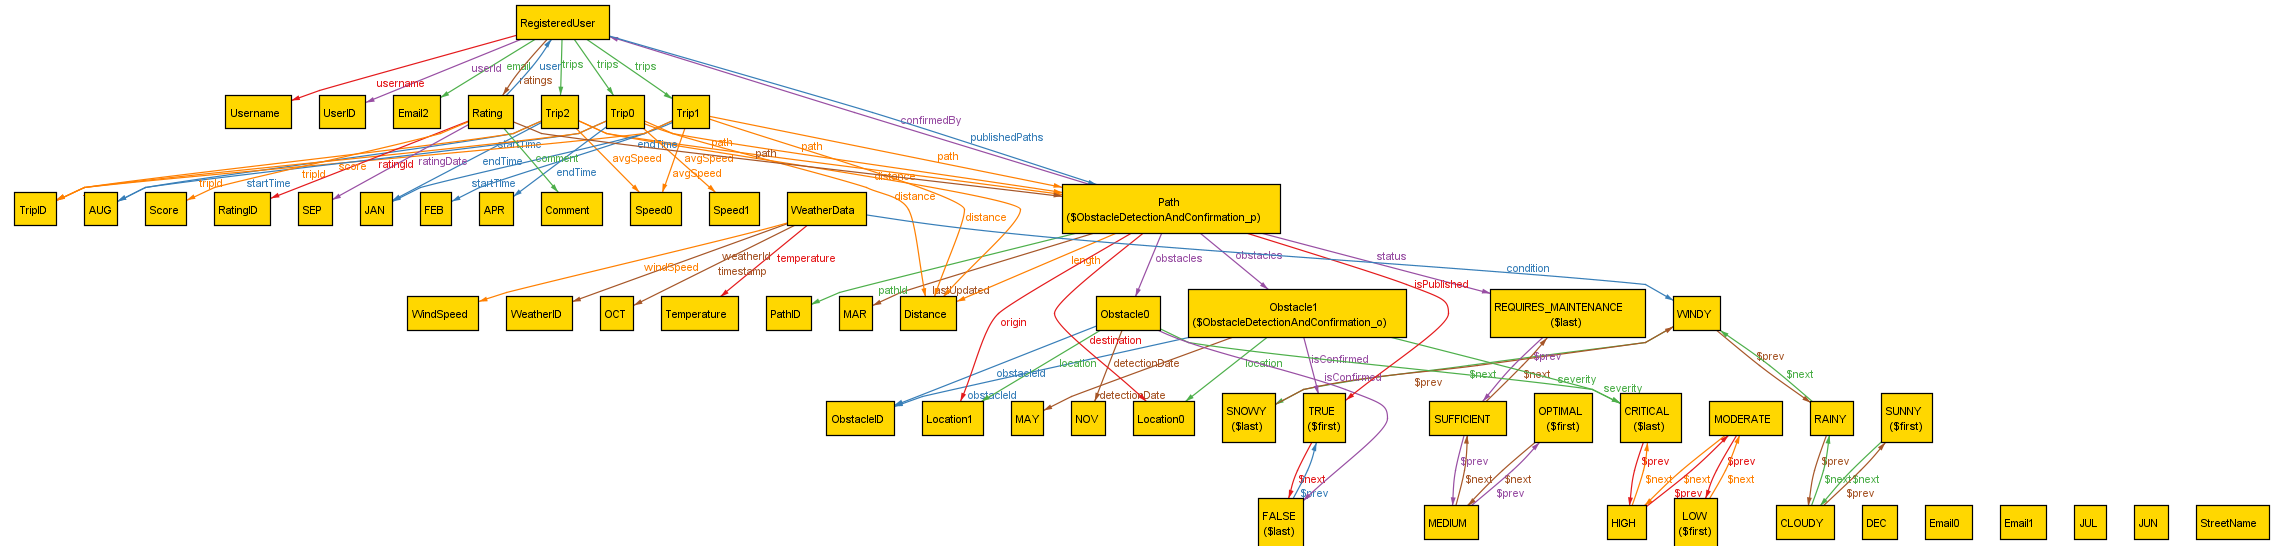 RegisteredUser
userId
email
user
trips
trips
trips
username
ratings
Username
UserID
Email2
Rating
Trip2
Trip0
Trip1
confirmedBy
publishedPaths
startTime
endTime
path
path
path
path
ratingId
ratingDate
endTime
comment
avgSpeed
avgSpeed
score
tripId
tripId
startTime
startTime
endTime
avgSpeed
distance
distance
distance
TripID
AUG
Score
RatingID
SEP
JAN
FEB
APR
Comment
Speed0
Speed1
WeatherData
Path
($ObstacleDetectionAndConfirmation_p)
windSpeed
weatherId
timestamp
temperature
length
obstacles
obstacles
status
condition
pathId
lastUpdated
isPublished
WindSpeed
WeatherID
OCT
Temperature
PathID
MAR
Distance
Obstacle0
Obstacle1
($ObstacleDetectionAndConfirmation_o)
REQUIRES_MAINTENANCE
($last)
WINDY
origin
destination
obstacleId
location
detectionDate
location
isConfirmed
isConfirmed
$prev
$next
$prev
$next
severity
severity
$prev
$next
obstacleId
detectionDate
ObstacleID
Location1
MAY
NOV
Location0
SNOWY
($last)
TRUE
($first)
SUFFICIENT
OPTIMAL
($first)
CRITICAL
($last)
MODERATE
RAINY
SUNNY
($first)
$next
$prev
$prev
$next
$next
$prev
$prev
$next
$next
$prev
$prev
$next
$prev
$next
$next
$prev
FALSE
($last)
MEDIUM
HIGH
LOW
($first)
CLOUDY
DEC
Email0
Email1
JUL
JUN
StreetName